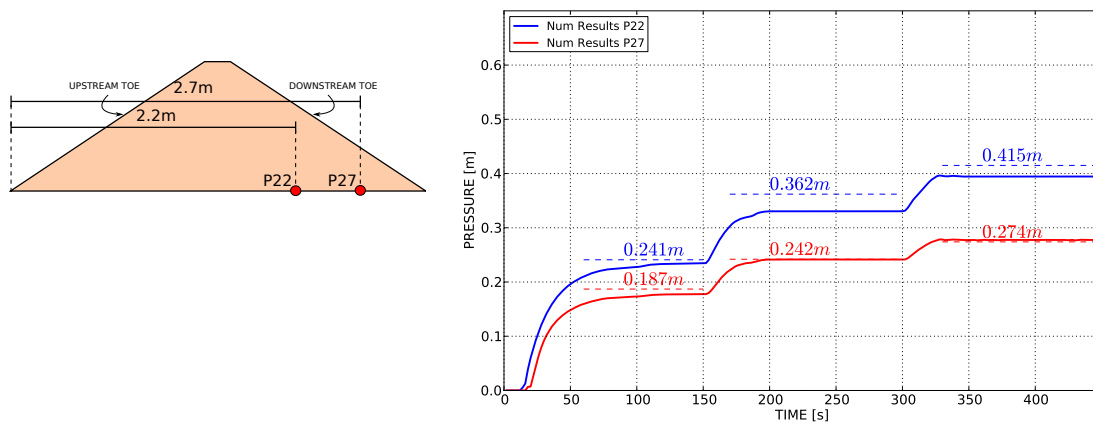 UPSTREAM TOE
DOWNSTREAM TOE
2.7m
2.2m
P22
P27
Num Results P22
Num Results P27
PRESSURE [m]
0.6
0.5
0.4
0.3
0.2
0.1
0.0
0.415m
0.362m
0.274m
0.241m
0.242m
0.187m
0 50 100 150 200 250 300 350 400
TIME [s]